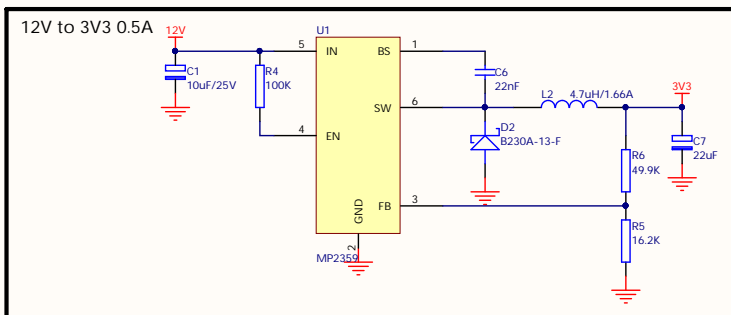 12V to 3V3 0.5A
12V
U1
5
IN
BS
1
C1
10uF/25V
R4
100K
C6
22nF
L2
4.7uH/1.66A
3V3
SW
6
4
EN
D2
B230A-13-F
C7
22uF
R6
49.9K
FB
3
GND
R5
16.2K
2
MP2359